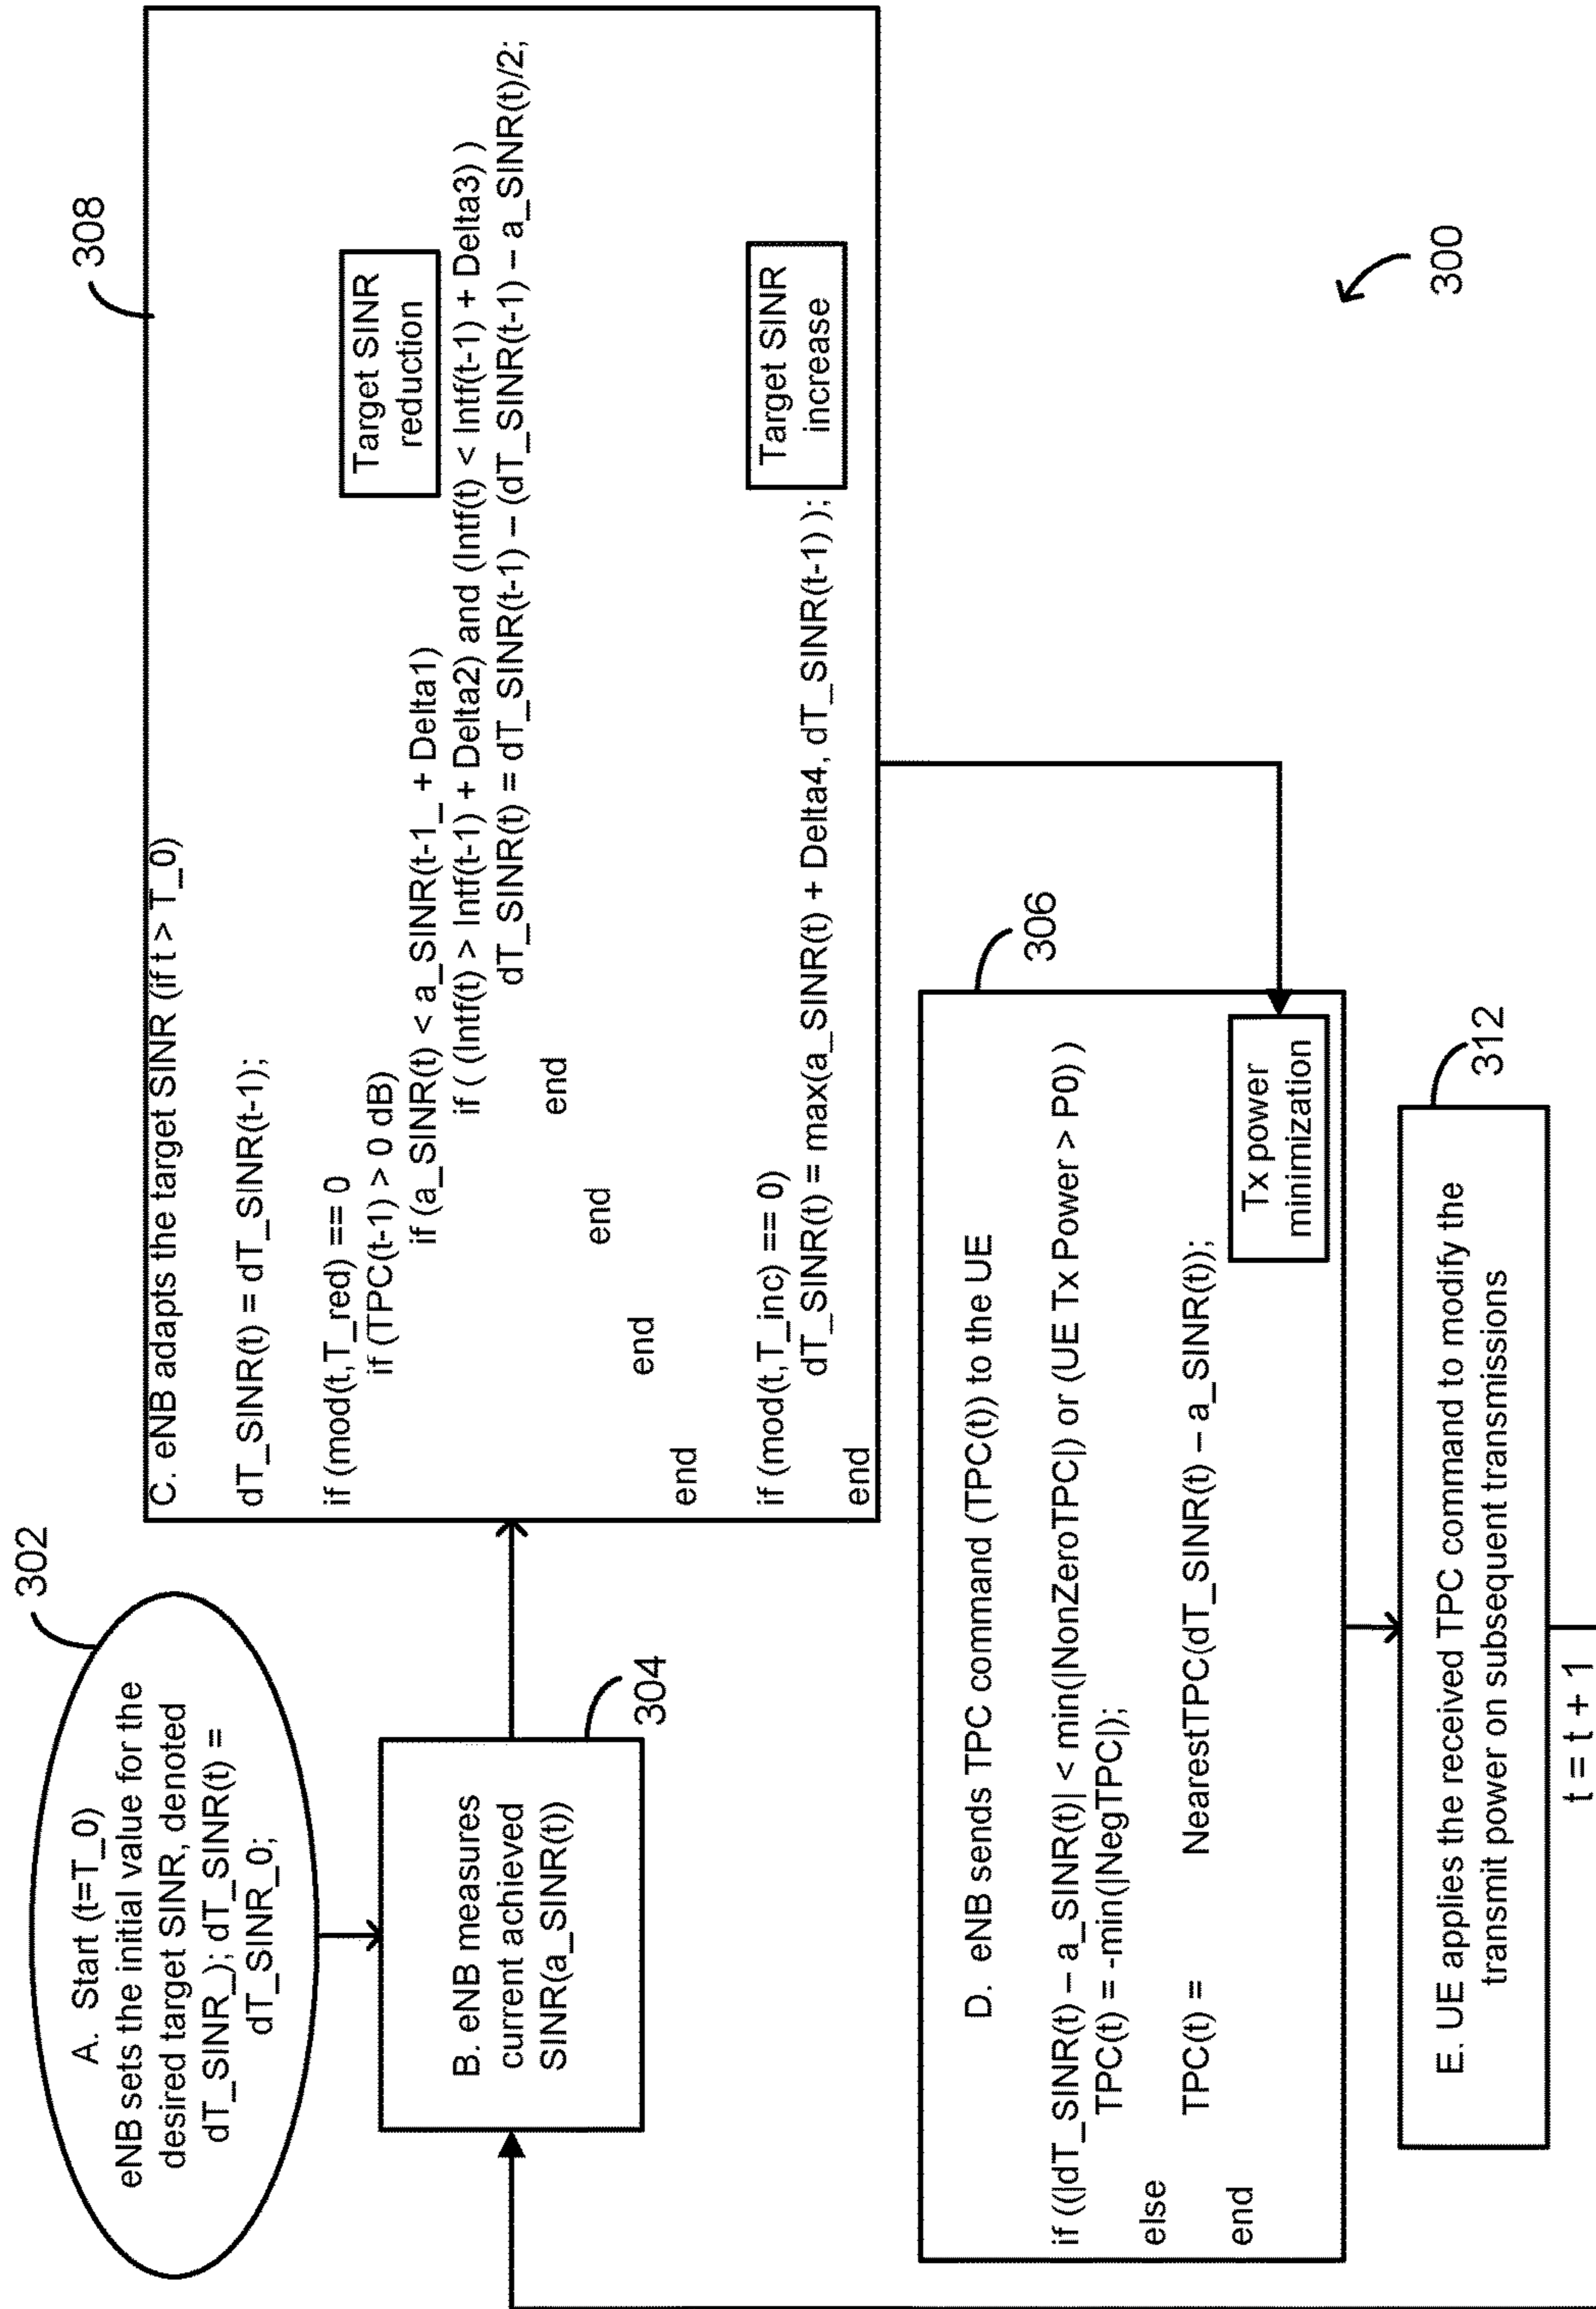 302
A. Start (t=T_0)
eNB sets the initial value for the
desired target SINR, denoted
dT_SINR_); dT_SINR(t) =
dT_SINR_0;
B. eNB measures
current achieved
SINR(a_SINR(t))
304
308
C. eNB adapts the target SINR (if t > T_0)
dT_SINR(t) = dT_SINR(t-1);
if (mod(t,T_red) == 0
if (TPC(t-1) > 0 dB)
if (a_SINR(t) < a_SINR(t-1_ + Delta1)
if ( (Intf(t) > Intf(t-1) + Delta2) and (Intf(t) < Intf(t-1) + Delta3) )
dT_SINR(t) = dT_SINR(t-1) – (dT_SINR(t-1) – a_SINR(t)/2;
end
end
end
end
Target SINR
reduction
if (mod(t,T_inc) == 0)
dT_SINR(t) = max(a_SINR(t) + Delta4, dT_SINR(t-1) );
end
Target SINR
increase
306
D. eNB sends TPC command (TPC(t)) to the UE
if ((|dT_SINR(t) – a_SINR(t)| < min(|NonZeroTPC|) or (UE Tx Power > P0) )
TPC(t) = -min(|NegTPC|);
else
TPC(t) = NearestTPC(dT_SINR(t) – a_SINR(t));
end
Tx power
minimization
312
E. UE applies the received TPC command to modify the
transmit power on subsequent transmissions
t = t + 1
300